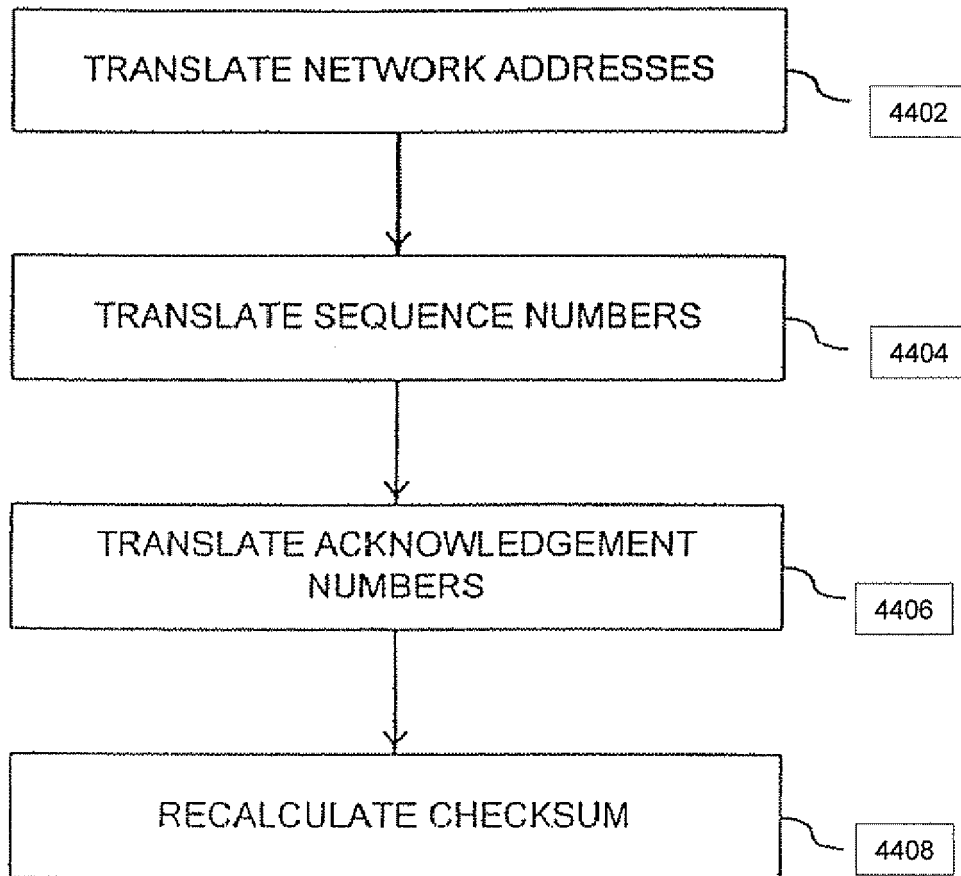 TRANSLATE NETWORK ADDRESSES
4402
TRANSLATE SEQUENCE NUMBERS
4404
TRANSLATE ACKNOWLEDGEMENT
NUMBERS
4406
RECALCULATE CHECKSUM
4408